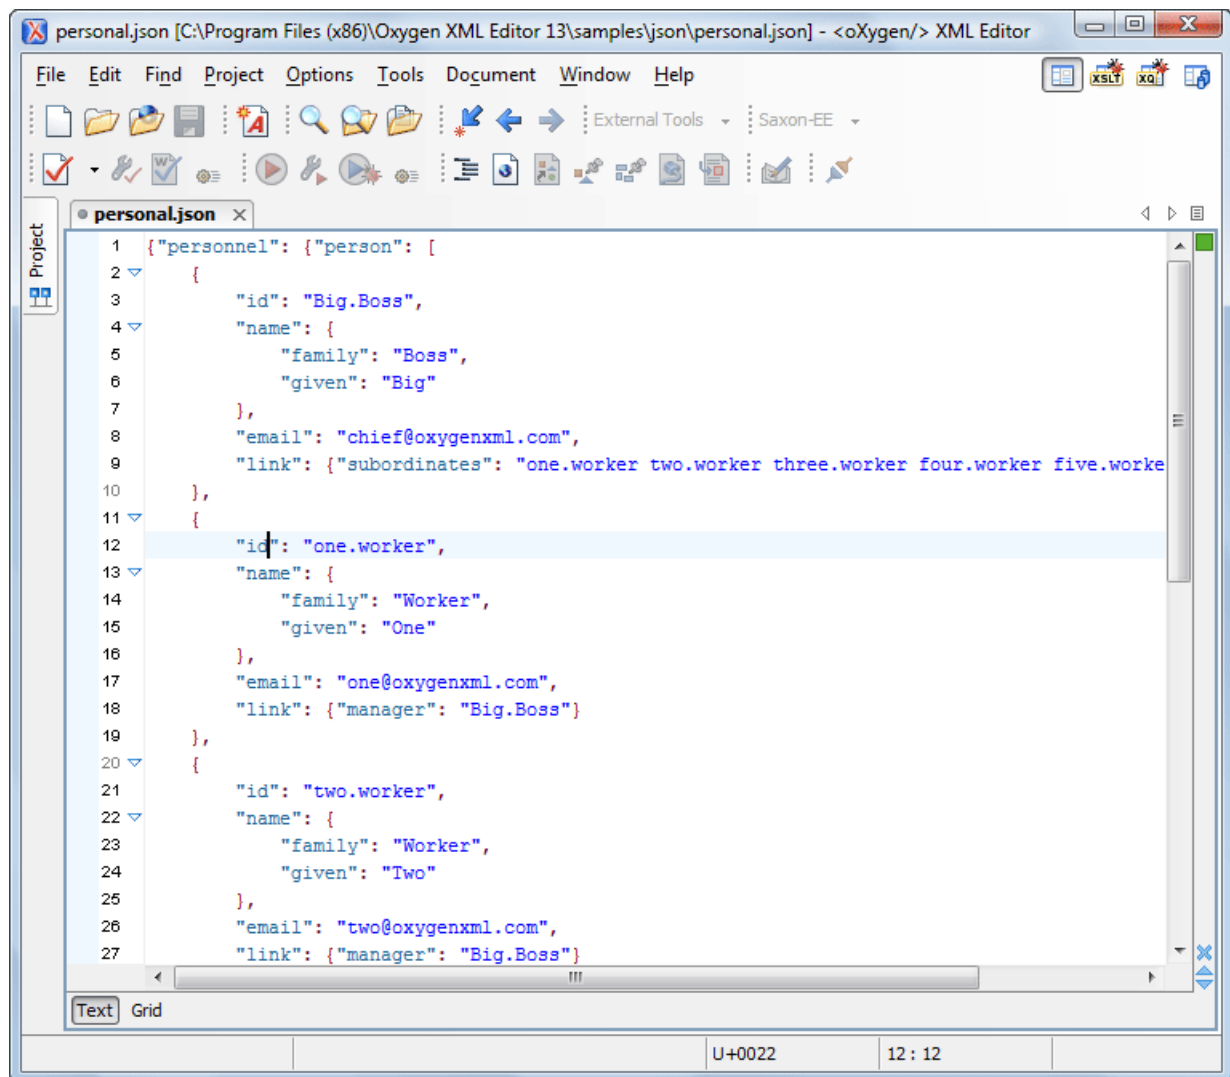 personal.json [C:\Program Files (x86)\Oxygen XML Editor 13\samples\json\personal.json] - <oXygen/> XML Editor
File Edit Find Project Options Tools Document Window Help
XSLT XQ
External Tools Saxon-EE
Project
personal.json
1 {"personnel": {"person": [
2 {
3 "id": "Big.Boss",
4 "name": {
5 "family": "Boss",
6 "given": "Big"
7 },
8 "email": "chief@oxygenxml.com",
9 "link": {"subordinates": "one.worker two.worker three.worker four.worker five.worke
10 },
11 {
12 "id": "one.worker",
13 "name": {
14 "family": "Worker",
15 "given": "One"
16 },
17 "email": "one@oxygenxml.com",
18 "link": {"manager": "Big.Boss"}
19 },
20 {
21 "id": "two.worker",
22 "name": {
23 "family": "Worker",
24 "given": "Two"
25 },
26 "email": "two@oxygenxml.com",
27 "link": {"manager": "Big.Boss"}
Text Grid
U+0022 12 : 12